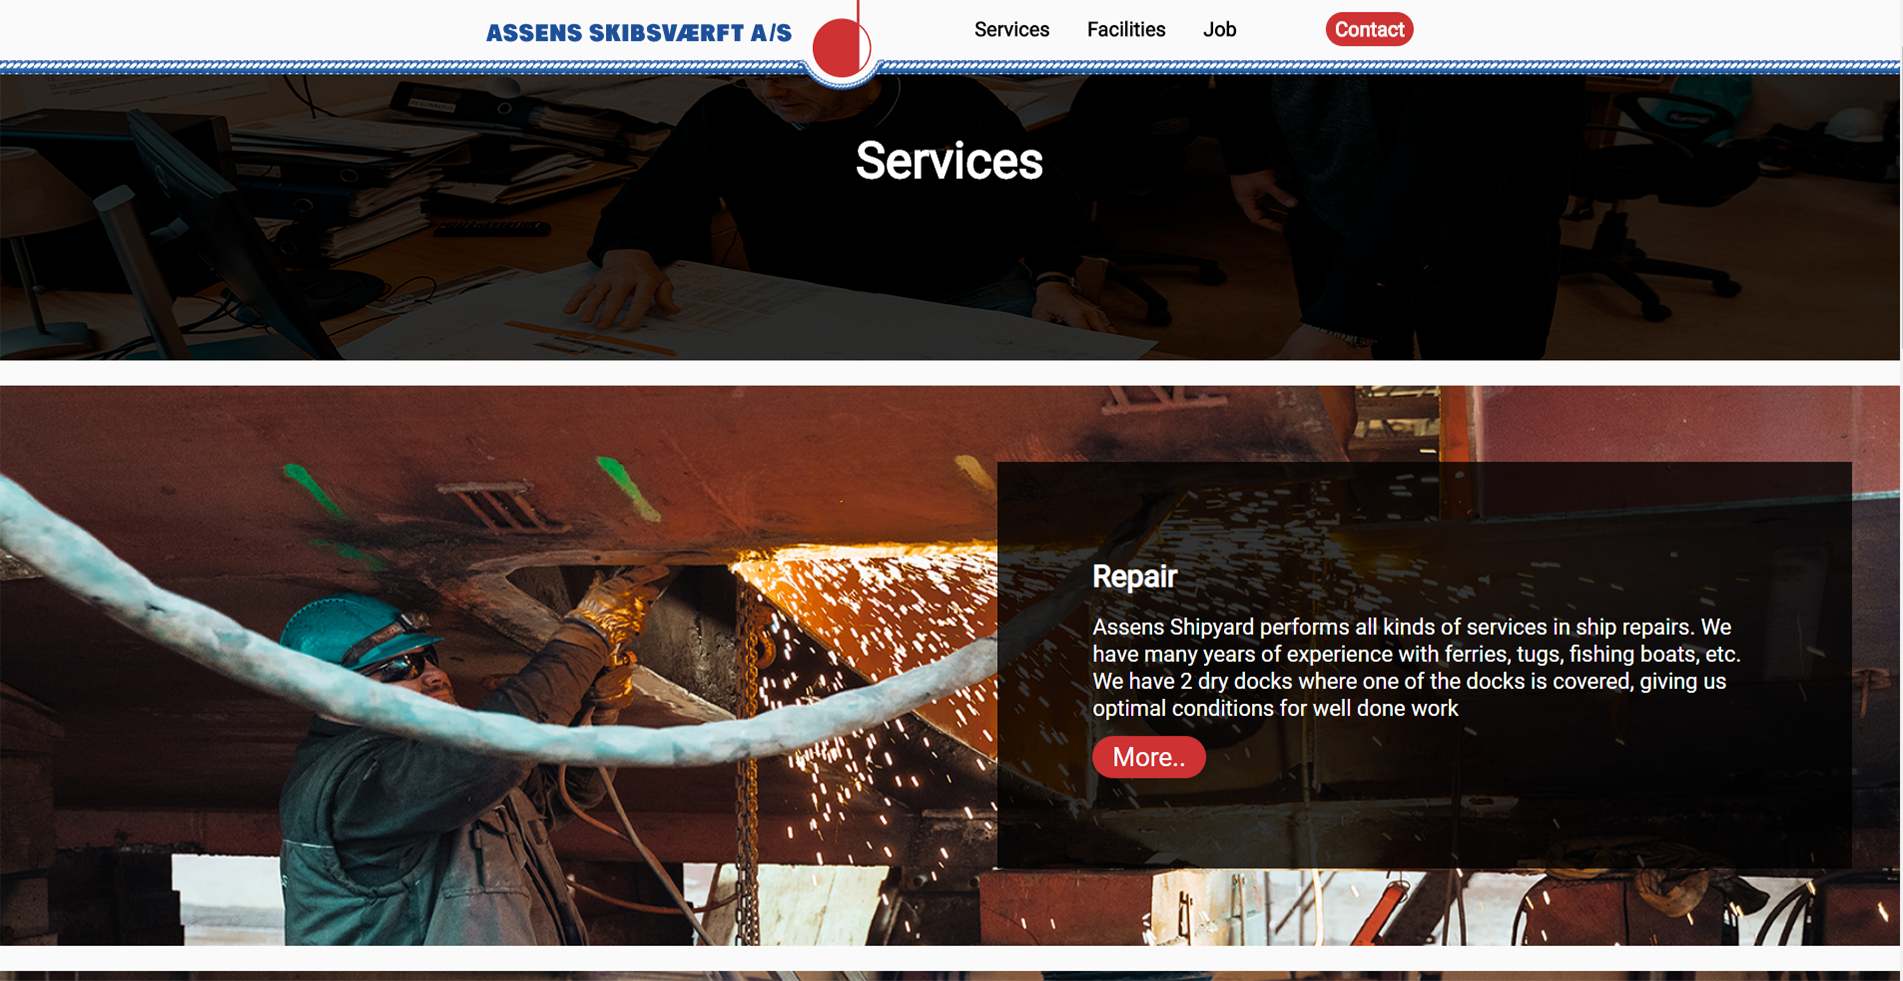 ASSENS SKIBSVÆRFT A/S
Services
Facilities
Job
Contact
Services
Repair
Assens Shipyard performs all kinds of services in ship repairs. We
have many years of experience with ferries, tugs, fishing boats, etc.
We have 2 dry docks where one of the docks is covered, giving us
optimal conditions for well done work
More..